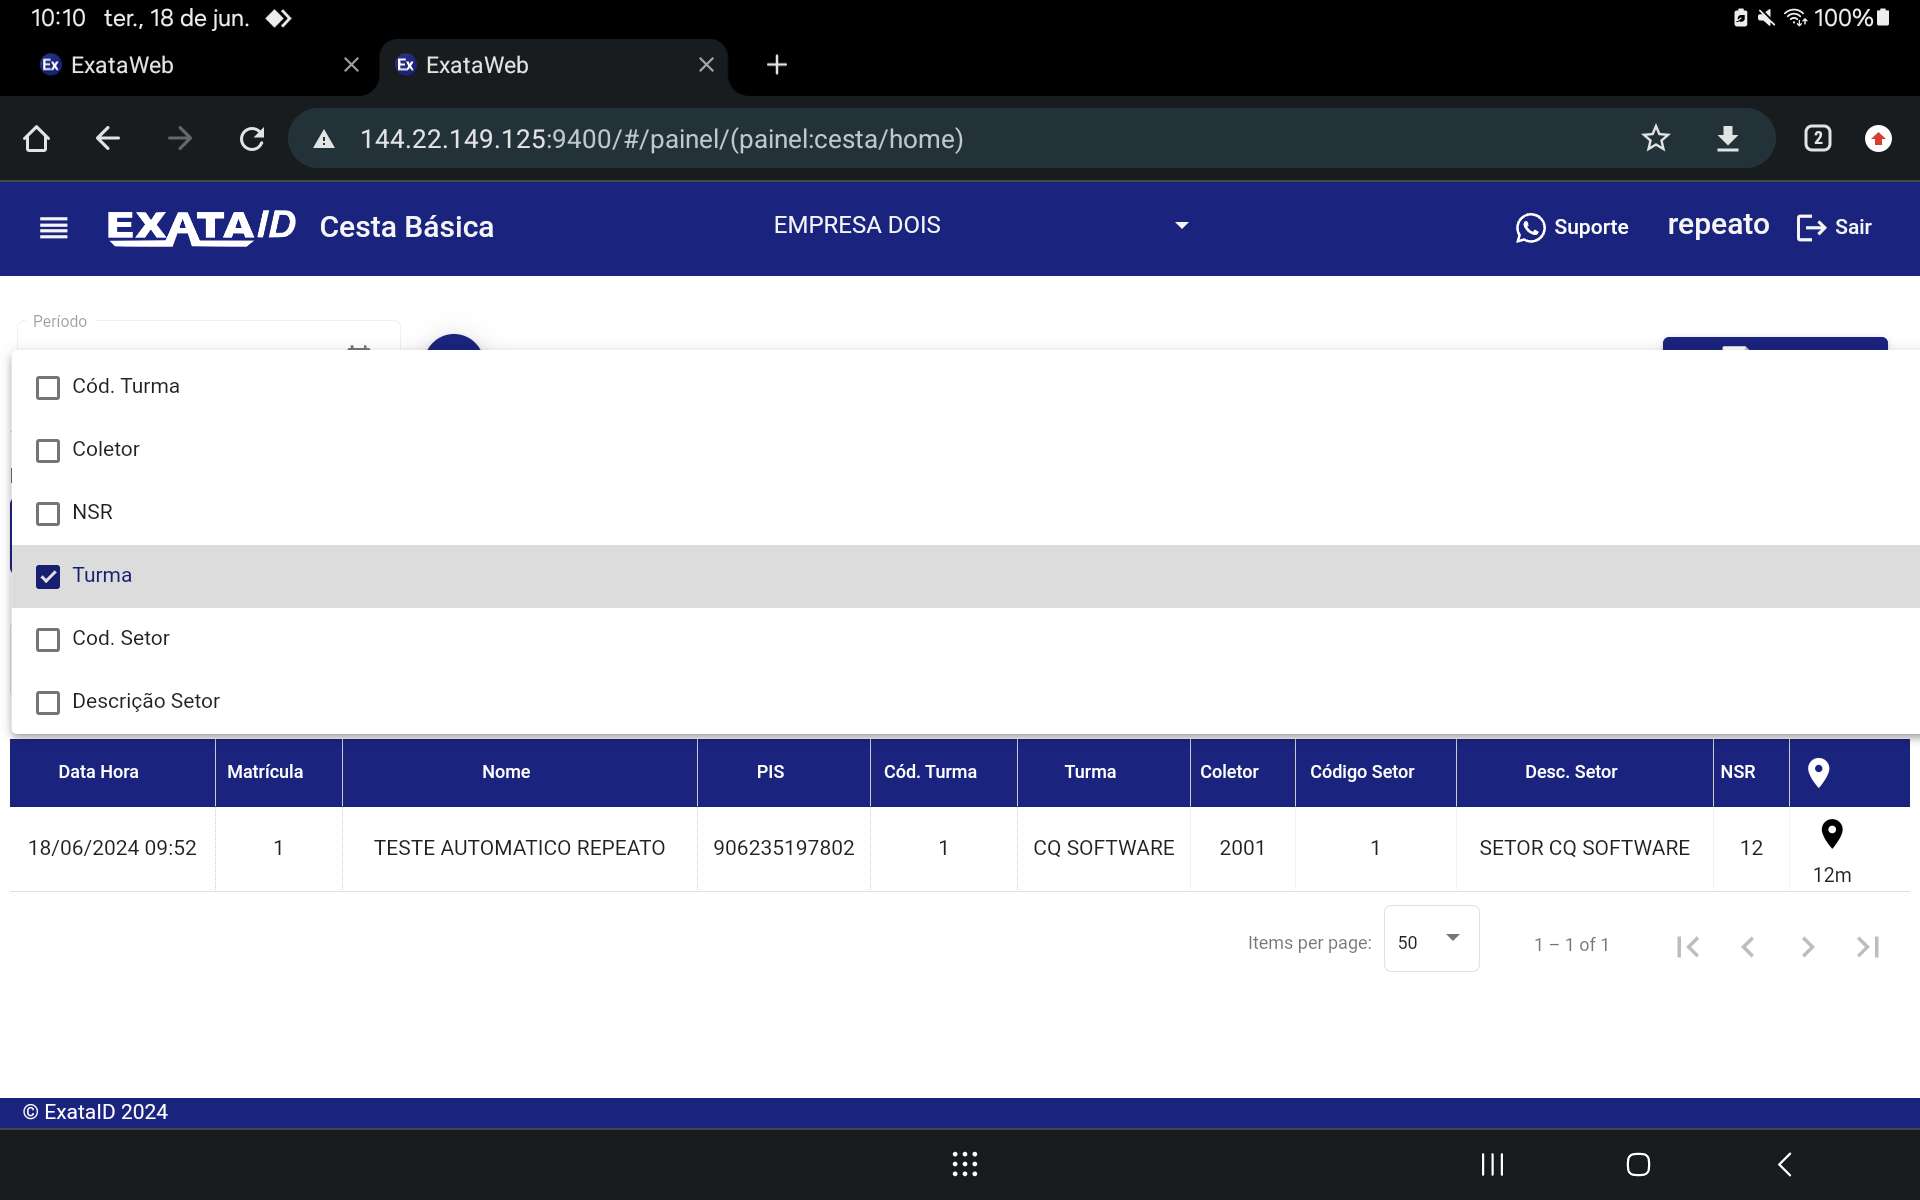 10:10 ter., 18 de jun. 100%
Ex ExataWeb Ex ExataWeb
144.22.149.125:9400/#/painel/(painel:cesta/home) 2
EXATAID Cesta Básica EMPRESA DOIS Suporte repeato Sair
Período
Cód. Turma
Coletor
NSR
Turma
Cod. Setor
Descrição Setor
Data Hora Matrícula Nome PIS Cód. Turma Turma Coletor Código Setor Desc. Setor NSR
18/06/2024 09:52 1 TESTE AUTOMATICO REPEATO 906235197802 1 CQ SOFTWARE 2001 1 SETOR CQ SOFTWARE 12
12m
Items per page: 50 1 – 1 of 1
© ExataID 2024